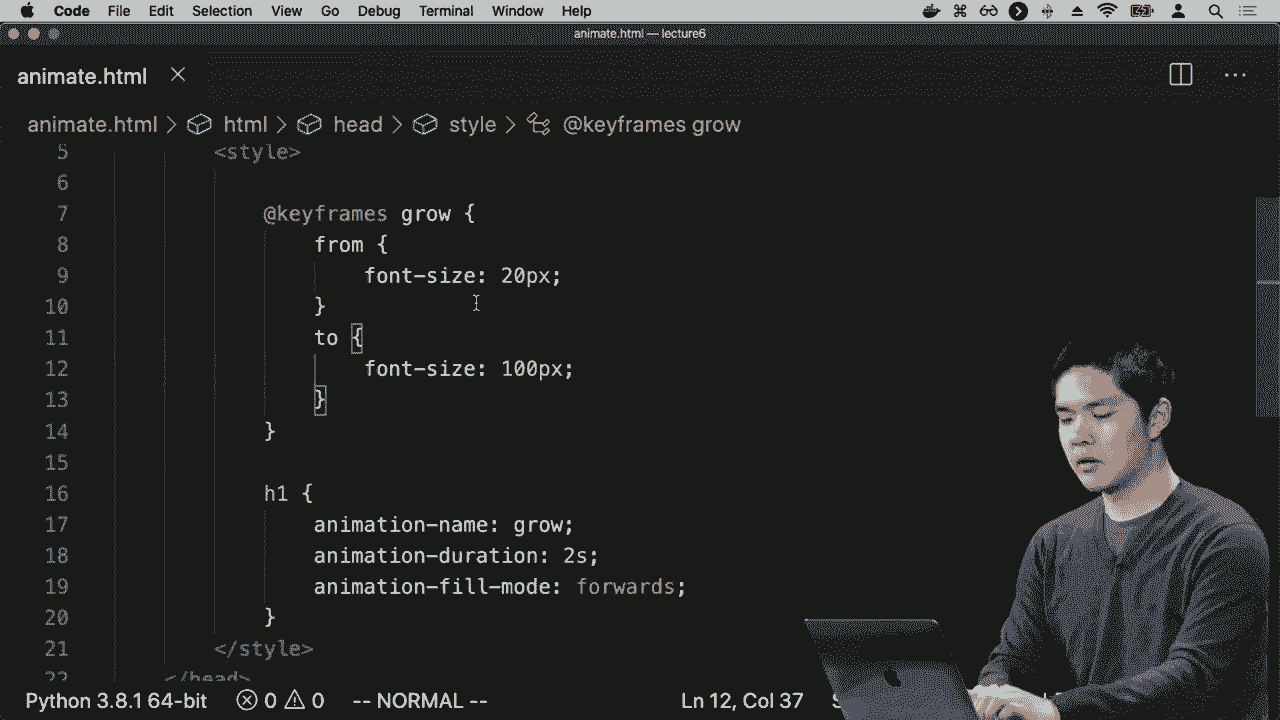 Code File Edit Selection View Go Debug Terminal Window Help
animate.html — lecture6
animate.html
animate.html > html > head > style > @keyframes grow
5 <style>
6
7 @keyframes grow {
8 from {
9 font-size: 20px;
10 }
11 to {
12 font-size: 100px;
13 }
14 }
15
16 h1 {
17 animation-name: grow;
18 animation-duration: 2s;
19 animation-fill-mode: forwards;
20 }
21 </style>
22 </head>
Python 3.8.1 64-bit 0 0 -- NORMAL -- Ln 12, Col 37